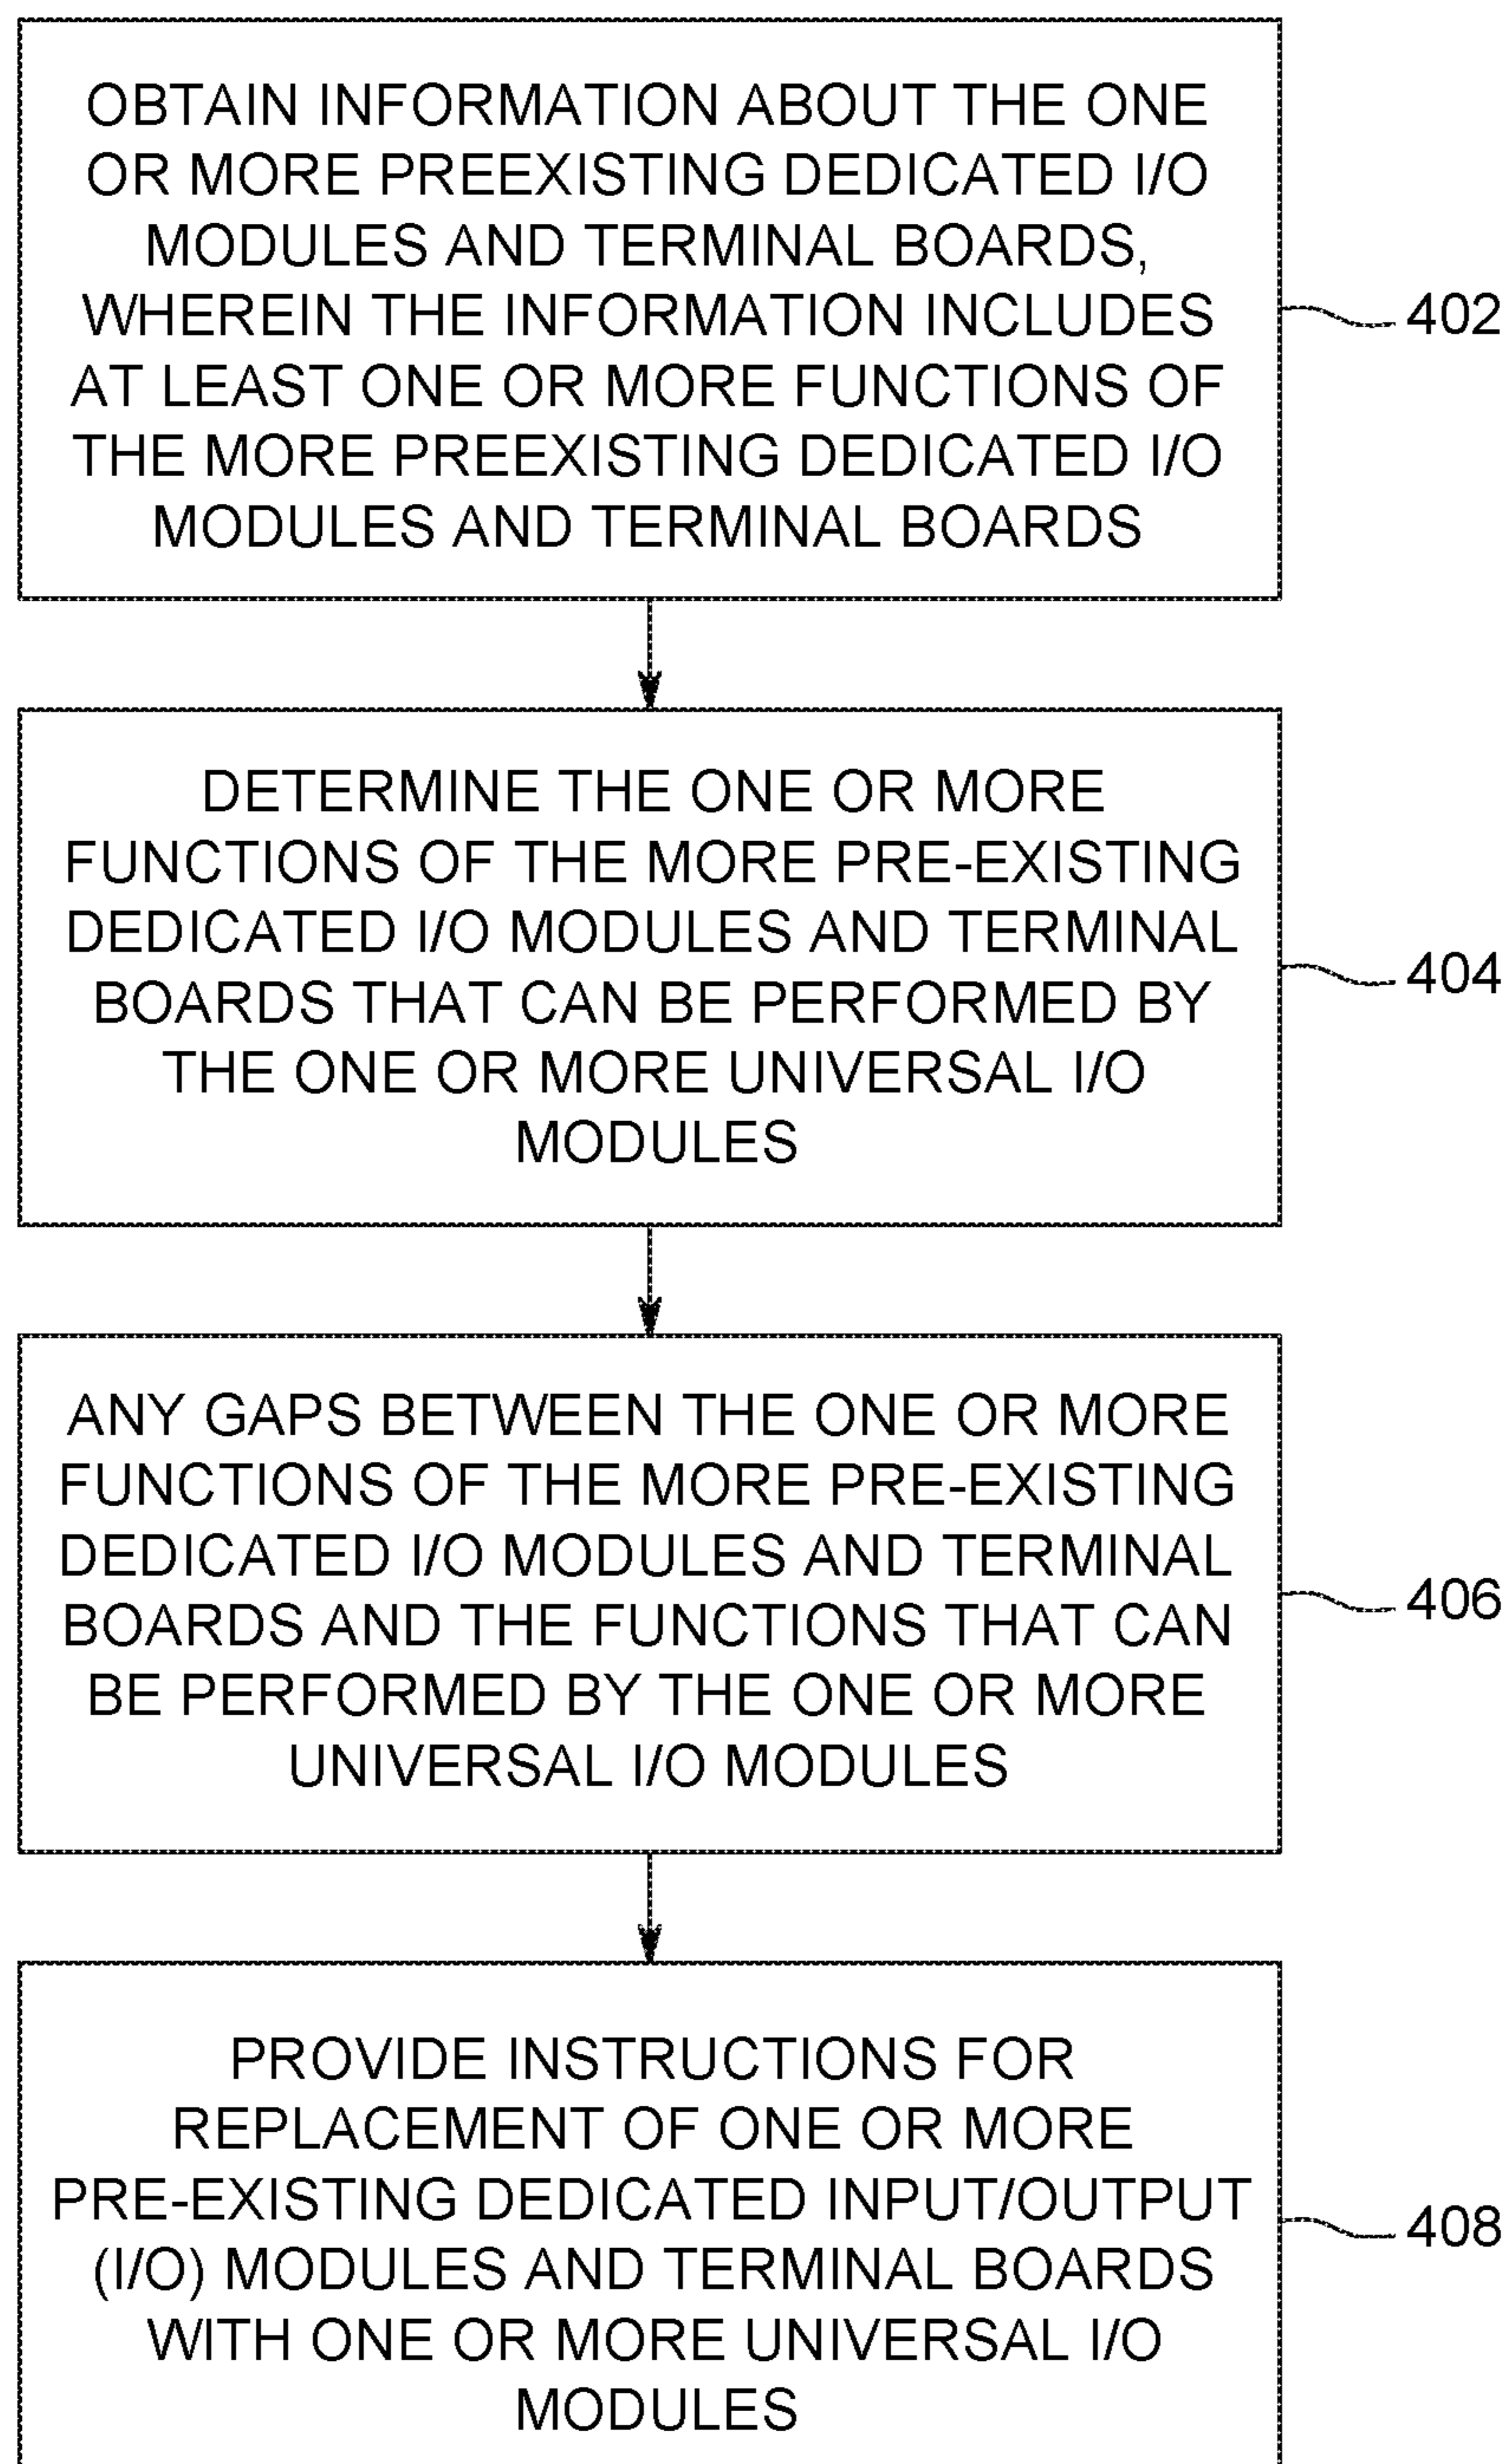 OBTAIN INFORMATION ABOUT THE ONE
OR MORE PREEXISTING DEDICATED I/O
MODULES AND TERMINAL BOARDS,
WHEREIN THE INFORMATION INCLUDES
AT LEAST ONE OR MORE FUNCTIONS OF
THE MORE PREEXISTING DEDICATED I/O
MODULES AND TERMINAL BOARDS
402
DETERMINE THE ONE OR MORE
FUNCTIONS OF THE MORE PRE-EXISTING
DEDICATED I/O MODULES AND TERMINAL
BOARDS THAT CAN BE PERFORMED BY
THE ONE OR MORE UNIVERSAL I/O
MODULES
404
ANY GAPS BETWEEN THE ONE OR MORE
FUNCTIONS OF THE MORE PRE-EXISTING
DEDICATED I/O MODULES AND TERMINAL
BOARDS AND THE FUNCTIONS THAT CAN
BE PERFORMED BY THE ONE OR MORE
UNIVERSAL I/O MODULES
406
PROVIDE INSTRUCTIONS FOR
REPLACEMENT OF ONE OR MORE
PRE-EXISTING DEDICATED INPUT/OUTPUT
(I/O) MODULES AND TERMINAL BOARDS
WITH ONE OR MORE UNIVERSAL I/O
MODULES
408